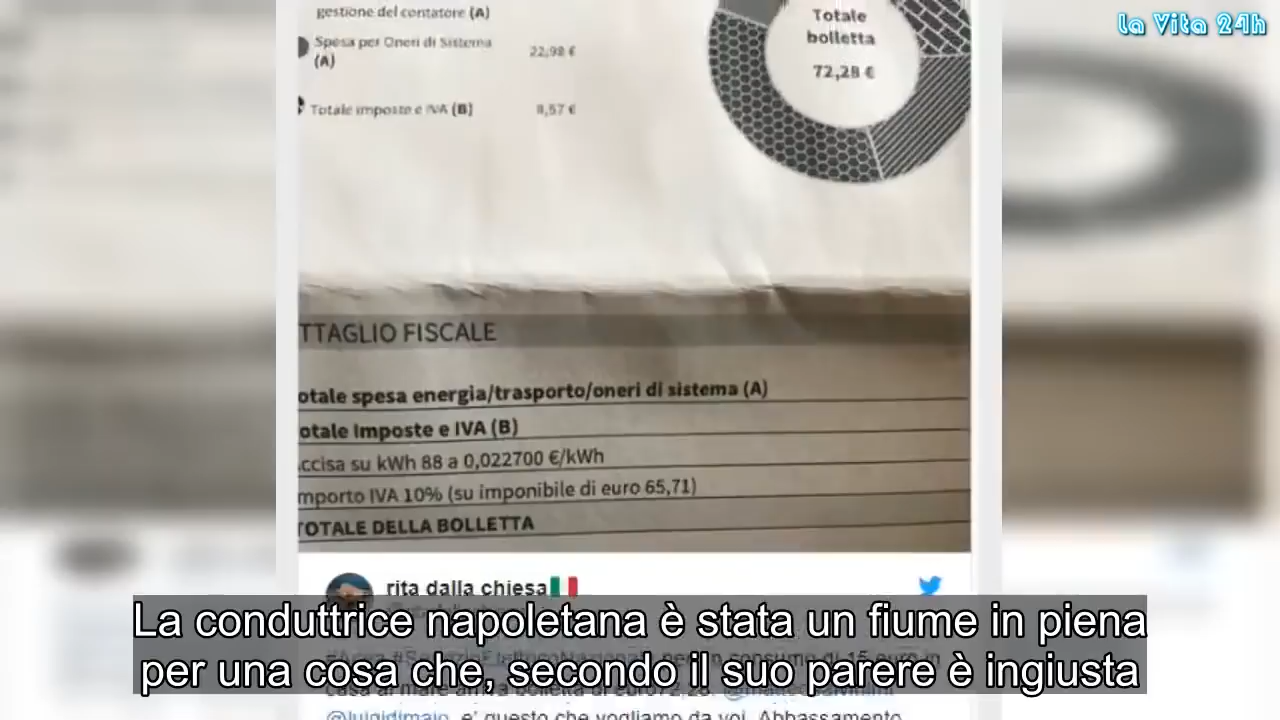 la Vita 24h
gestione del contatore (A)
Spesa per Oneri di Sistema
(A)
22,98 €
Totale imposte e IVA (B)
8,57 €
Totale
bolletta
72,28 €
TTAGLIO FISCALE
otale spesa energia/trasporto/oneri di sistema (A)
otale Imposte e IVA (B)
ccisa su kWh 88 a 0,022700 €/kWh
mporto IVA 10% (su imponibile di euro 65,71)
TOTALE DELLA BOLLETTA
rita dalla chiesa
La conduttrice napoletana è stata un fiume in piena
per una cosa che, secondo il suo parere è ingiusta
@luigidimaio, e' questo che vogliamo da voi. Abbassamento